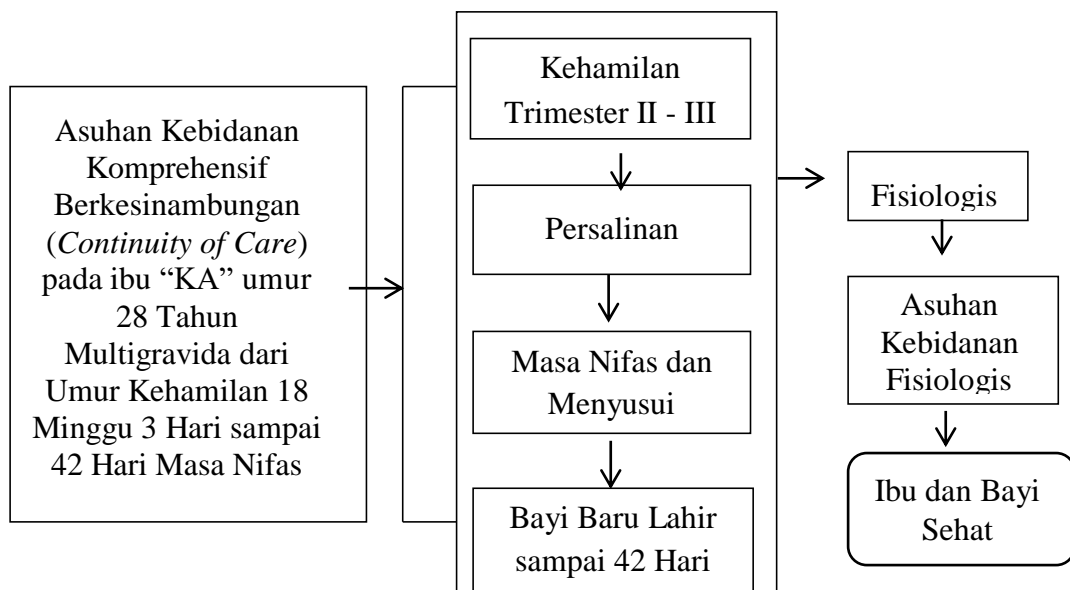 Asuhan Kebidanan
Komprehensif
Berkesinambungan
(Continuity of Care)
pada ibu “KA” umur
28 Tahun
Multigravida dari
Umur Kehamilan 18
Minggu 3 Hari sampai
42 Hari Masa Nifas
Kehamilan
Trimester II - III
Persalinan
Masa Nifas dan
Menyusui
Bayi Baru Lahir
sampai 42 Hari
Fisiologis
Asuhan
Kebidanan
Fisiologis
Ibu dan Bayi
Sehat